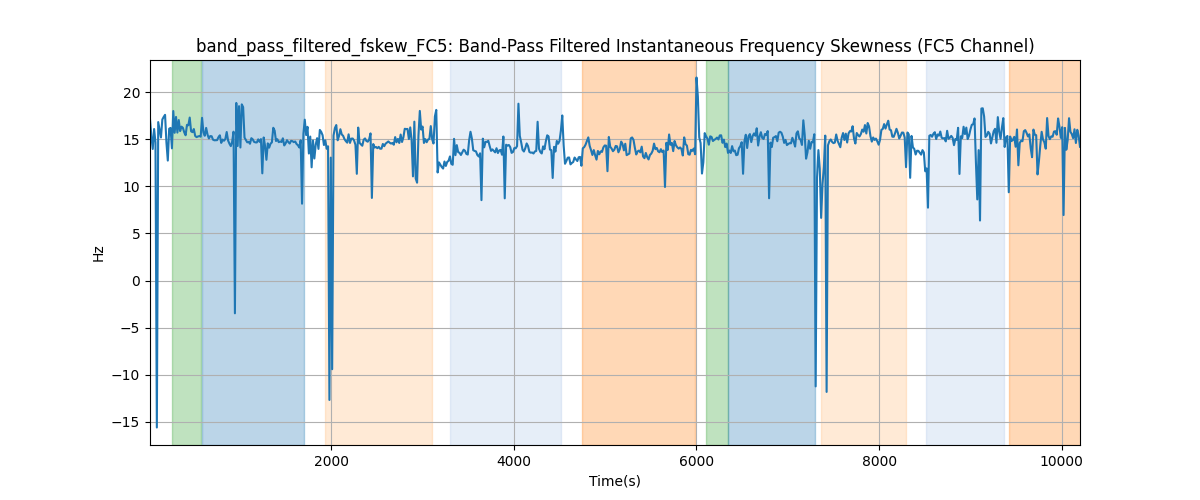 band_pass_filtered_fskew_FC5: Band-Pass Filtered Instantaneous Frequency Skewness (FC5 Channel)
20
15
10
5
0
−5
−10
−15
Hz
2000 4000 6000 8000 10000
Time(s)